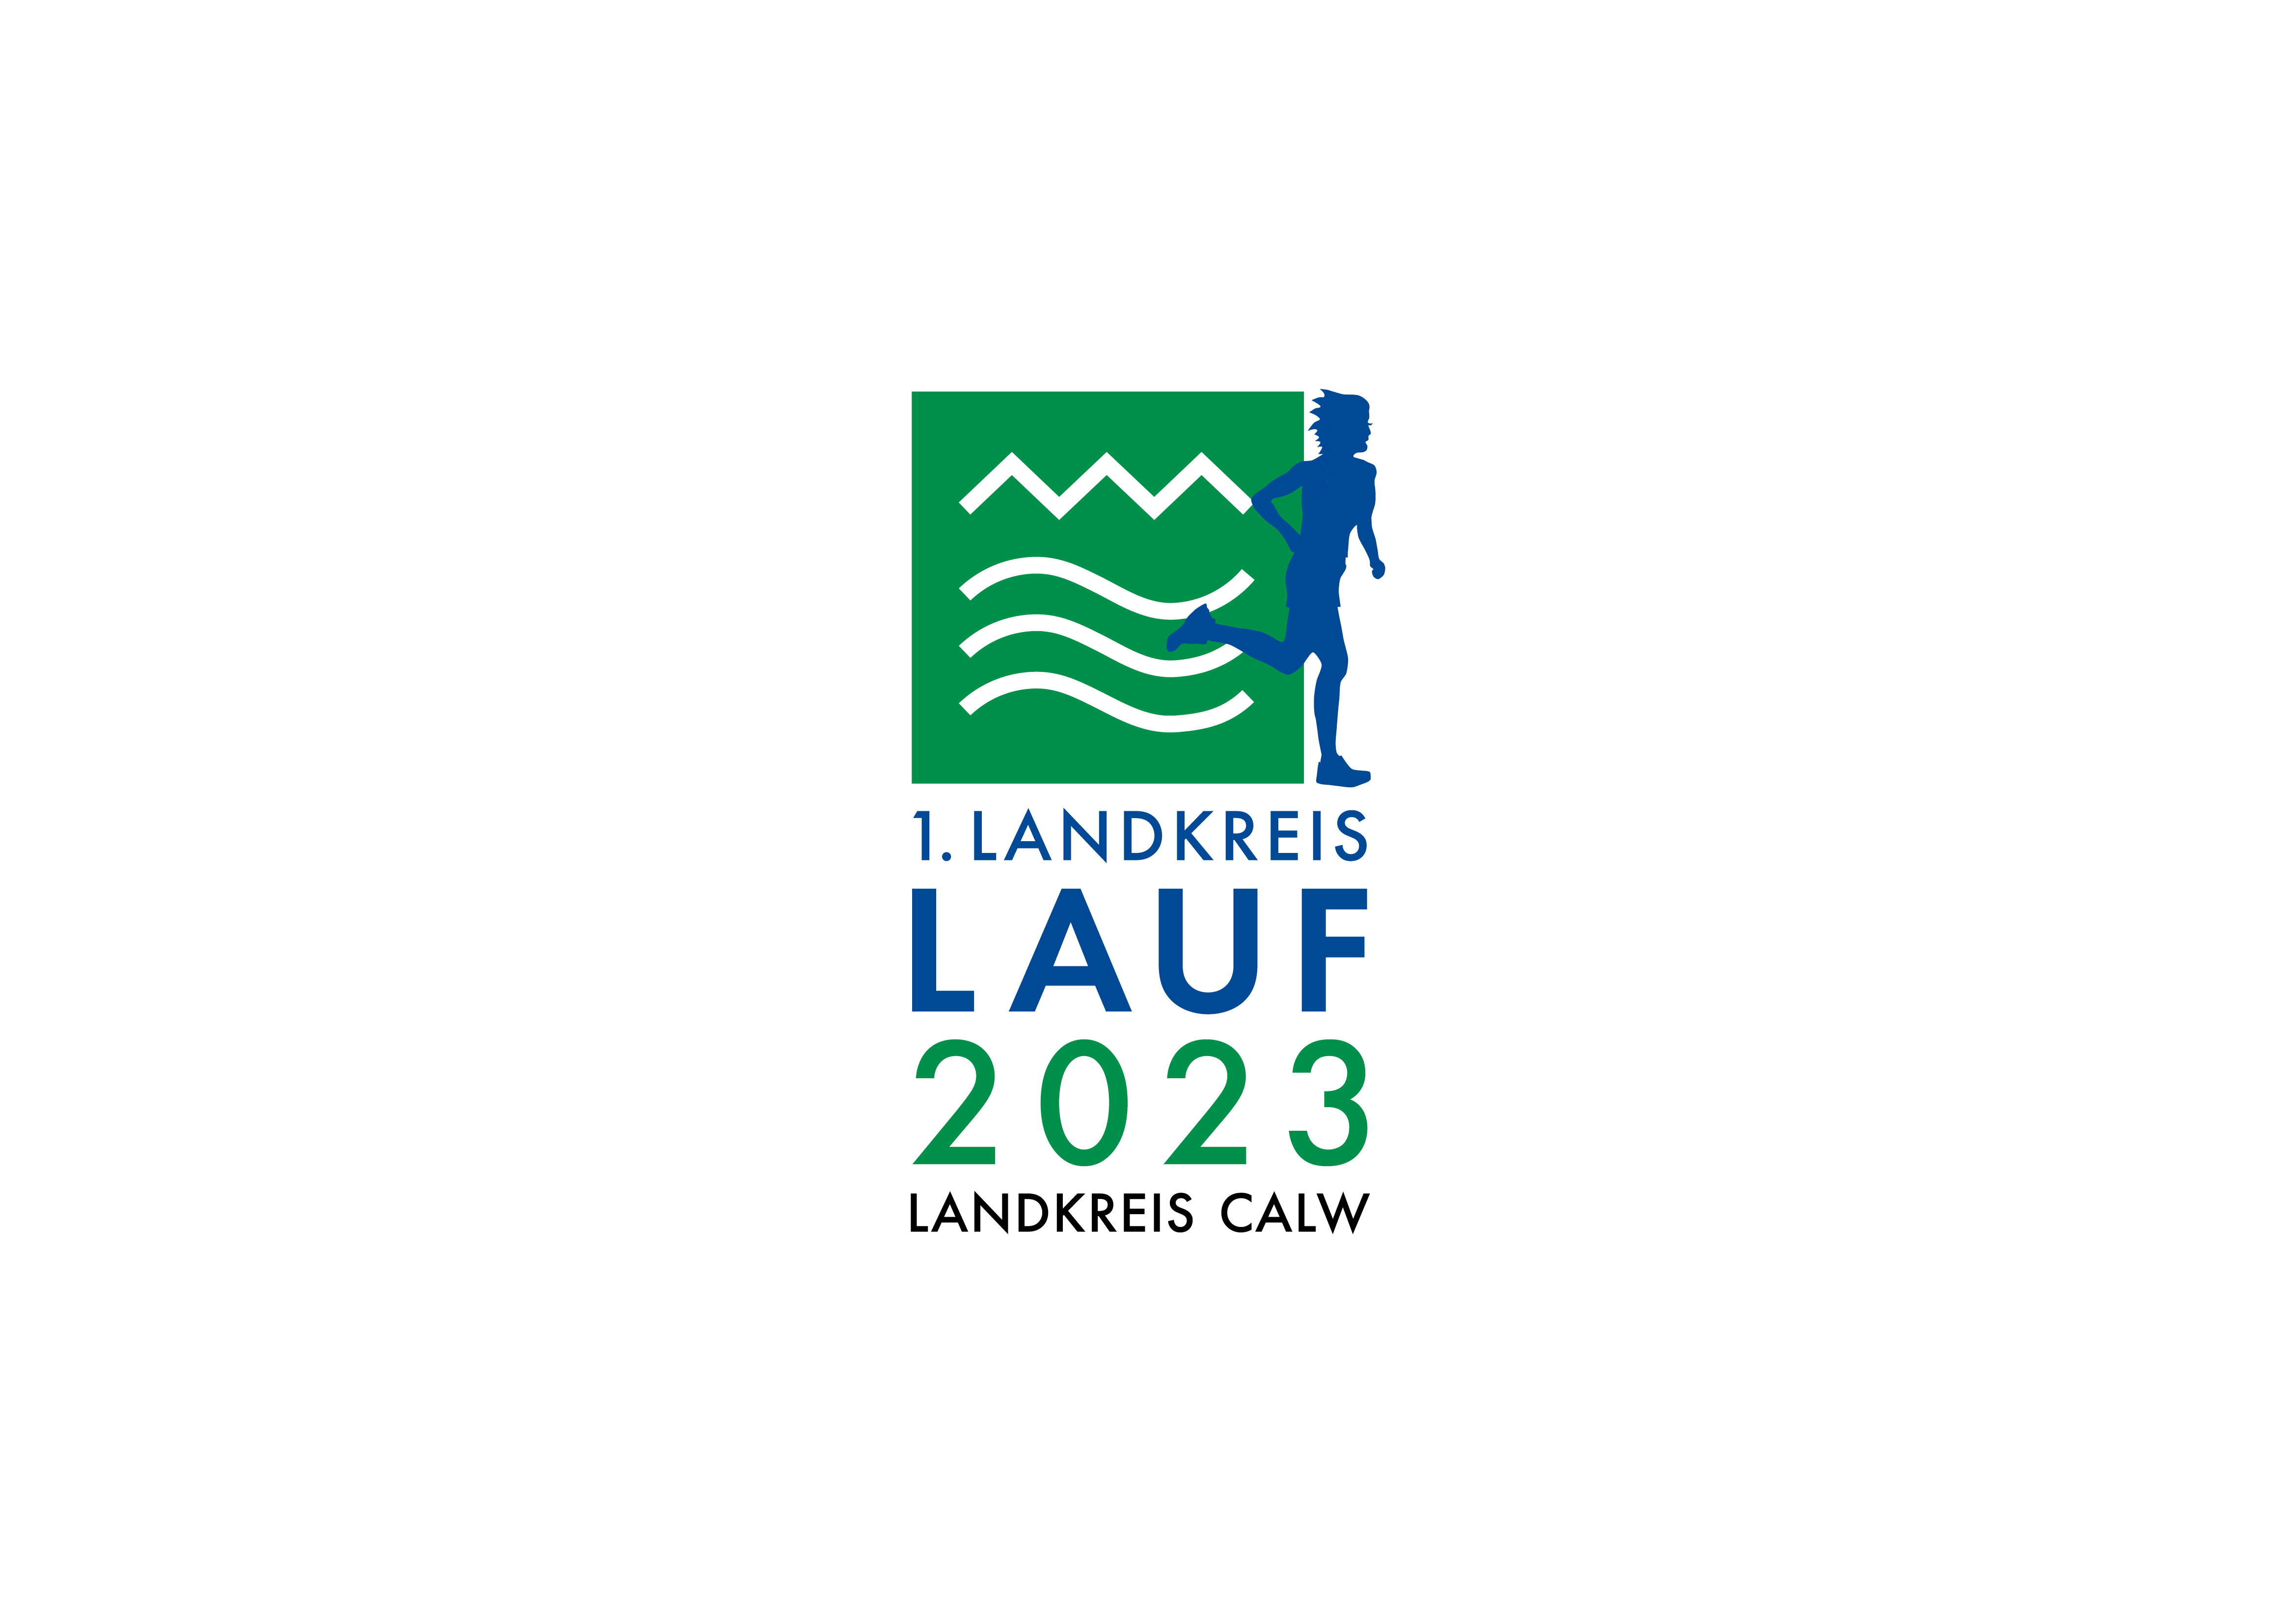 1. LANDKREIS
LAUF
2023
LANDKREIS CALW